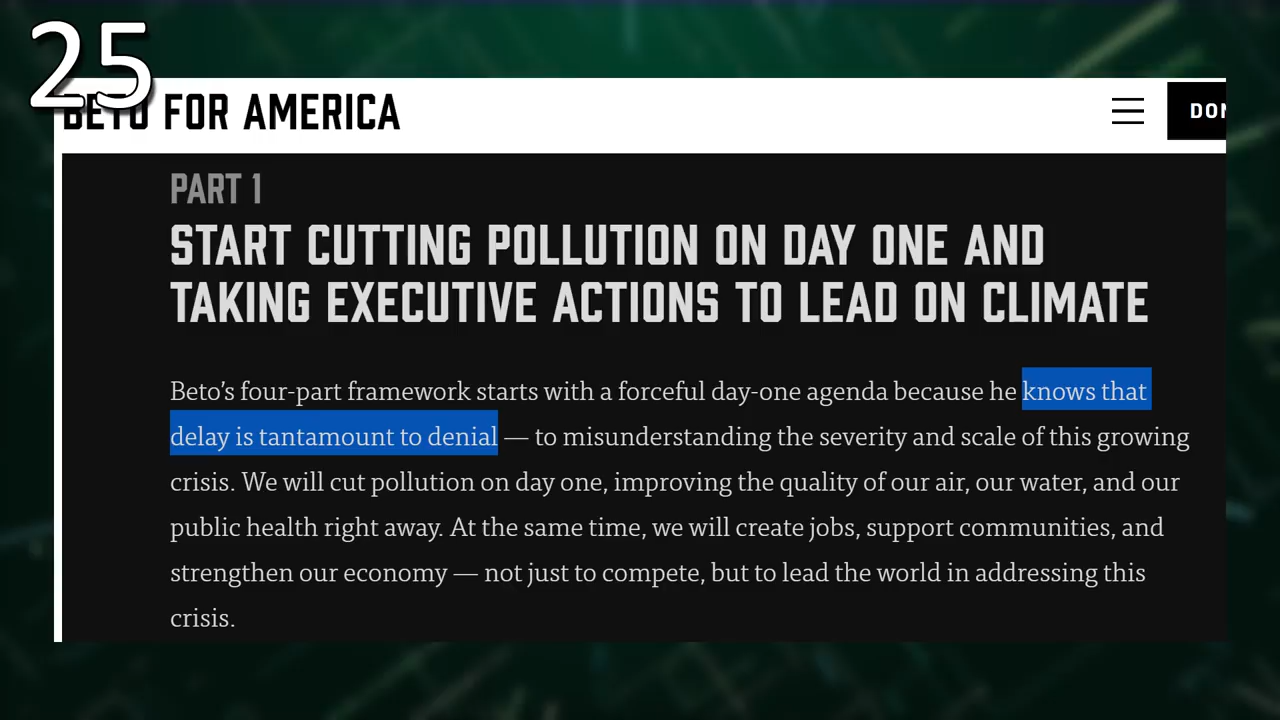 25
BETO FOR AMERICA
DON
PART 1
START CUTTING POLLUTION ON DAY ONE AND
TAKING EXECUTIVE ACTIONS TO LEAD ON CLIMATE
Beto’s four-part framework starts with a forceful day-one agenda because he knows that
delay is tantamount to denial — to misunderstanding the severity and scale of this growing
crisis. We will cut pollution on day one, improving the quality of our air, our water, and our
public health right away. At the same time, we will create jobs, support communities, and
strengthen our economy — not just to compete, but to lead the world in addressing this
crisis.